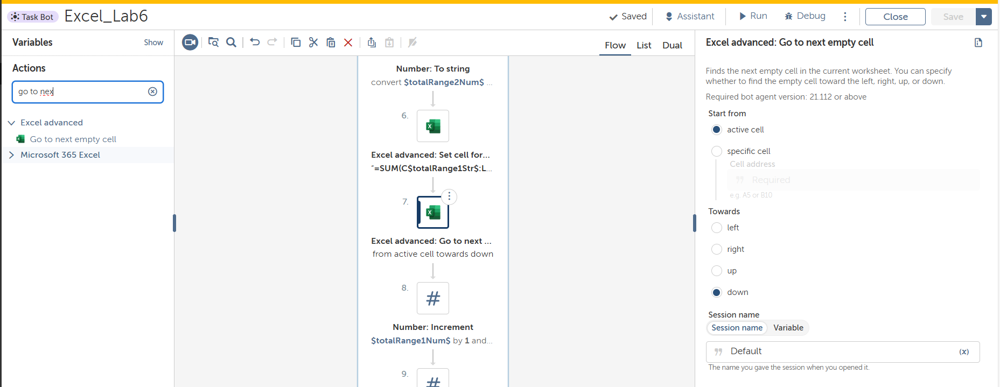 Task Bot
Excel_Lab6
Saved
Assistant
Run
Debug
Close
Save
Variables
Show
Actions
go to nex
Excel advanced
Go to next empty cell
Microsoft 365 Excel
Flow
List
Dual
Number: To string
convert $totalRange2Num$ ...
6.
Excel advanced: Set cell for...
"=SUM(C$totalRange1Str$:L...
7.
Excel advanced: Go to next ...
from active cell towards down
8.
#
Number: Increment
$totalRange1Num$ by 1 and...
9.
#
Excel advanced: Go to next empty cell
Finds the next empty cell in the current worksheet. You can specify
whether to find the empty cell toward the left, right, up, or down.
Required bot agent version: 21.112 or above
Start from
active cell
specific cell
Cell address
Required
e.g. A5 or B10
Towards
left
right
up
down
Session name
Session name
Variable
Default
(x)
The name you gave the session when you opened it.